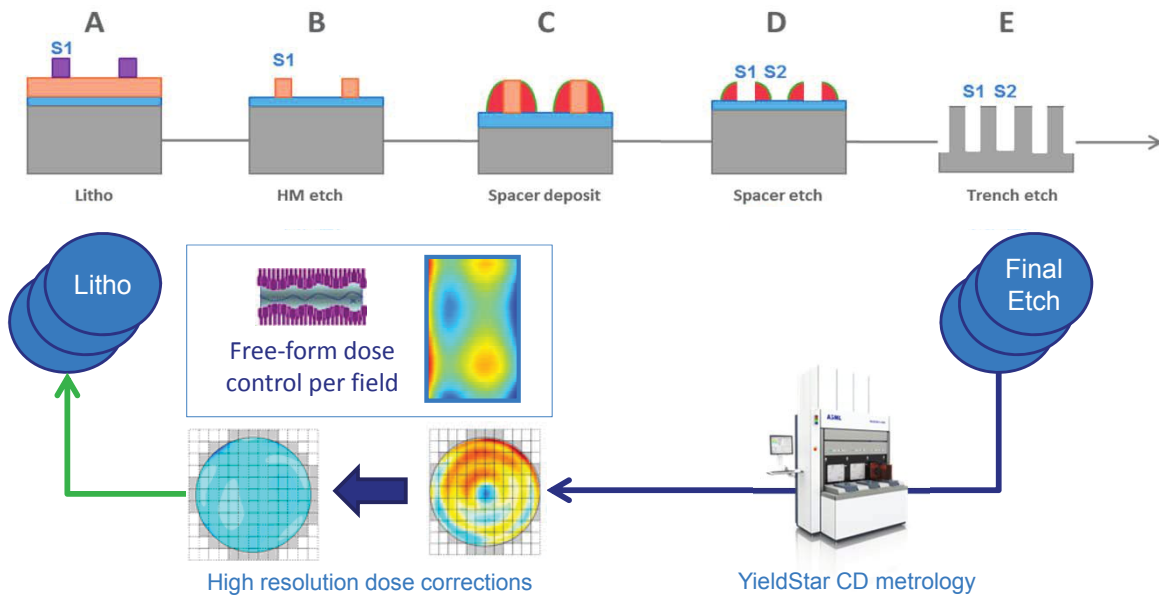 A
B
C
D
E
S1
S1
S1 S2
S1 S2
Litho
HM etch
Spacer deposit
Spacer etch
Trench etch
Litho
Final
Etch
Free-form dose
control per field
ASML
High resolution dose corrections
YieldStar CD metrology